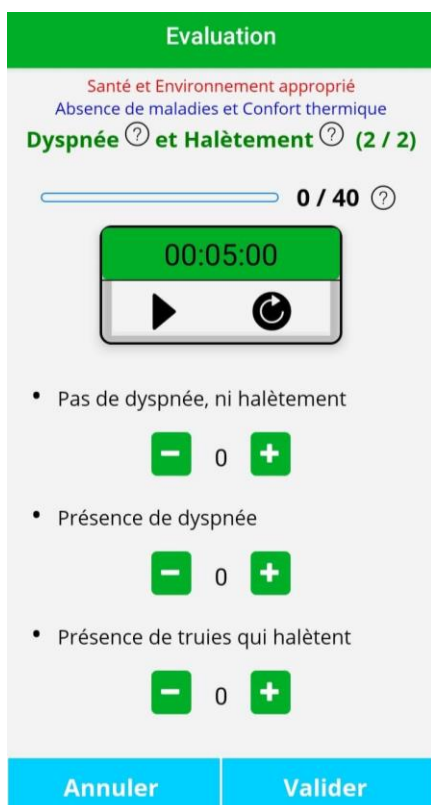 Evaluation
Santé et Environnement approprié
Absence de maladies et Confort thermique
Dyspnée ? et Halètement ? (2 / 2)
0 / 40 ?
00:05:00
• Pas de dyspnée, ni halètement
- 0 +
• Présence de dyspnée
- 0 +
• Présence de truies qui halètent
- 0 +
Annuler Valider